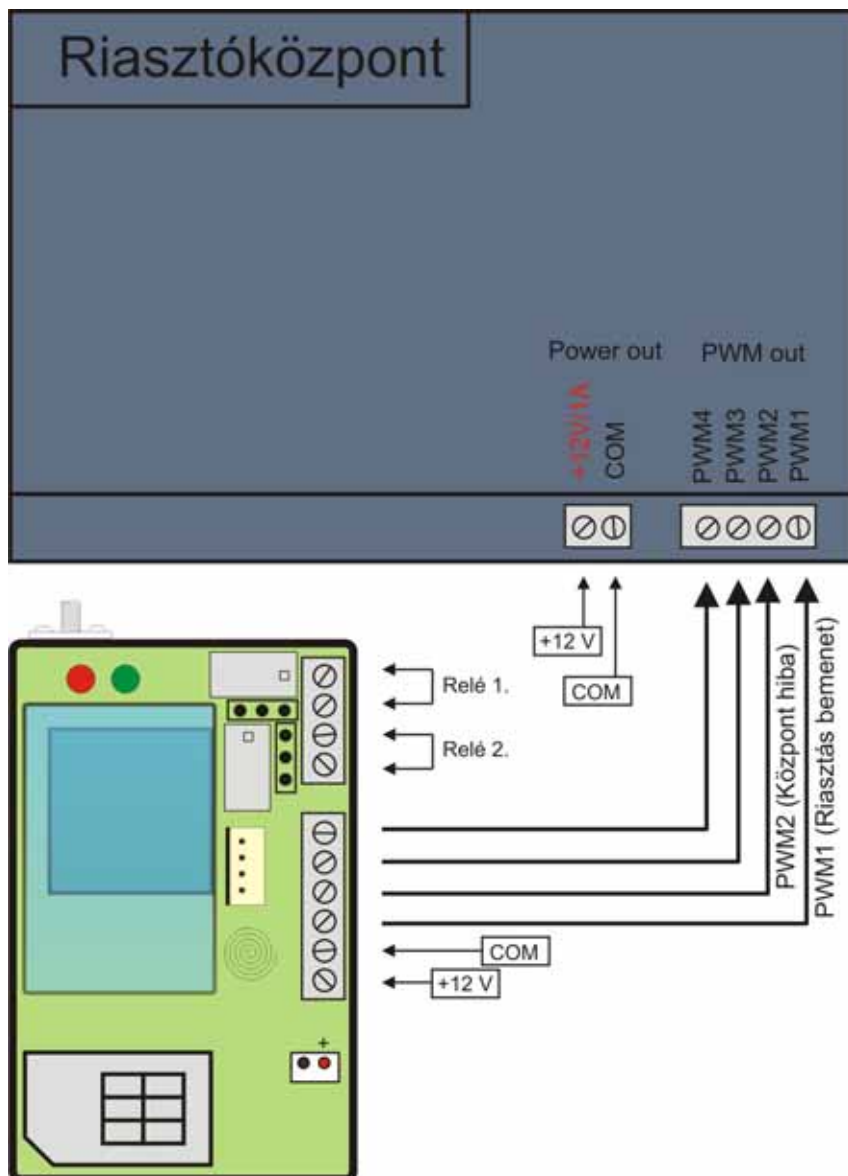 Riasztóközpont
Power out
PWM out
+12V/1A
COM
PWM4
PWM3
PWM2
PWM1
+12 V
COM
Relé 1.
Relé 2.
PWM2 (Központ hiba)
PWM1 (Riasztás bemenet)
COM
+12 V
+